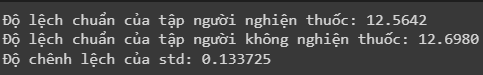 Độ lệch chuẩn của tập người nghiện thuốc: 12.5642
Độ lệch chuẩn của tập người không nghiện thuốc: 12.6980
Độ chênh lệch của std: 0.133725